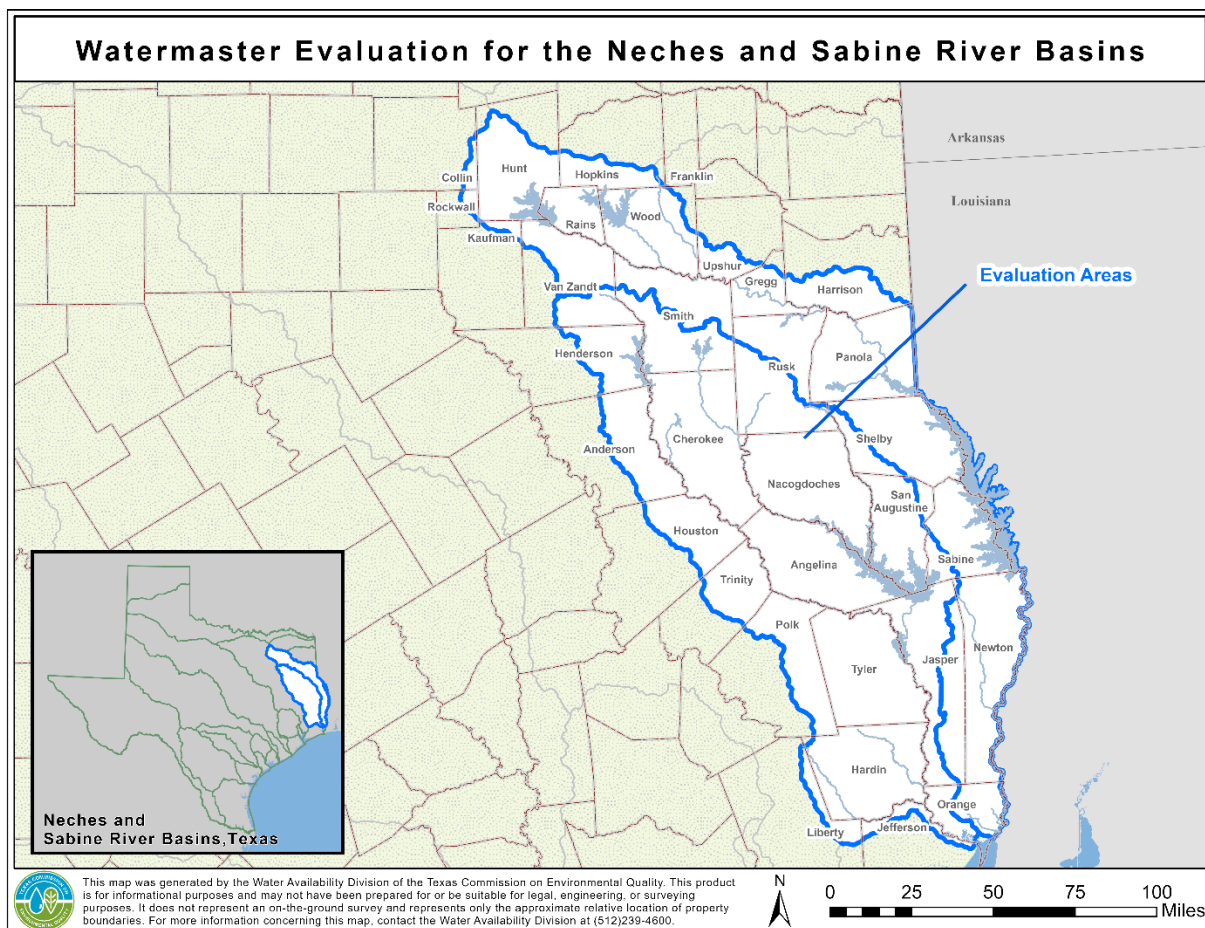 Watermaster Evaluation for the Neches and Sabine River Basins
Arkansas
Louisiana
Evaluation Areas
Collin
Hunt
Hopkins
Franklin
Rockwall
Rains
Wood
Kaufman
Upshur
Gregg
Harrison
Van Zandt
Smith
Henderson
Rusk
Panola
Anderson
Cherokee
Shelby
Nacogdoches
San
Augustine
Houston
Angelina
Sabine
Trinity
Polk
Tyler
Jasper
Newton
Hardin
Orange
Liberty
Jefferson
Neches and
Sabine River Basins,Texas
TEXAS COMMISSION ON
ENVIRONMENTAL QUALITY
This map was generated by the Water Availability Division of the Texas Commission on Environmental Quality. This product
is for informational purposes and may not have been prepared for or be suitable for legal, engineering, or surveying
purposes. It does not represent an on-the-ground survey and represents only the approximate relative location of property
boundaries. For more information concerning this map, contact the Water Availability Division at (512)239-4600.
N
0 25 50 75 100
Miles